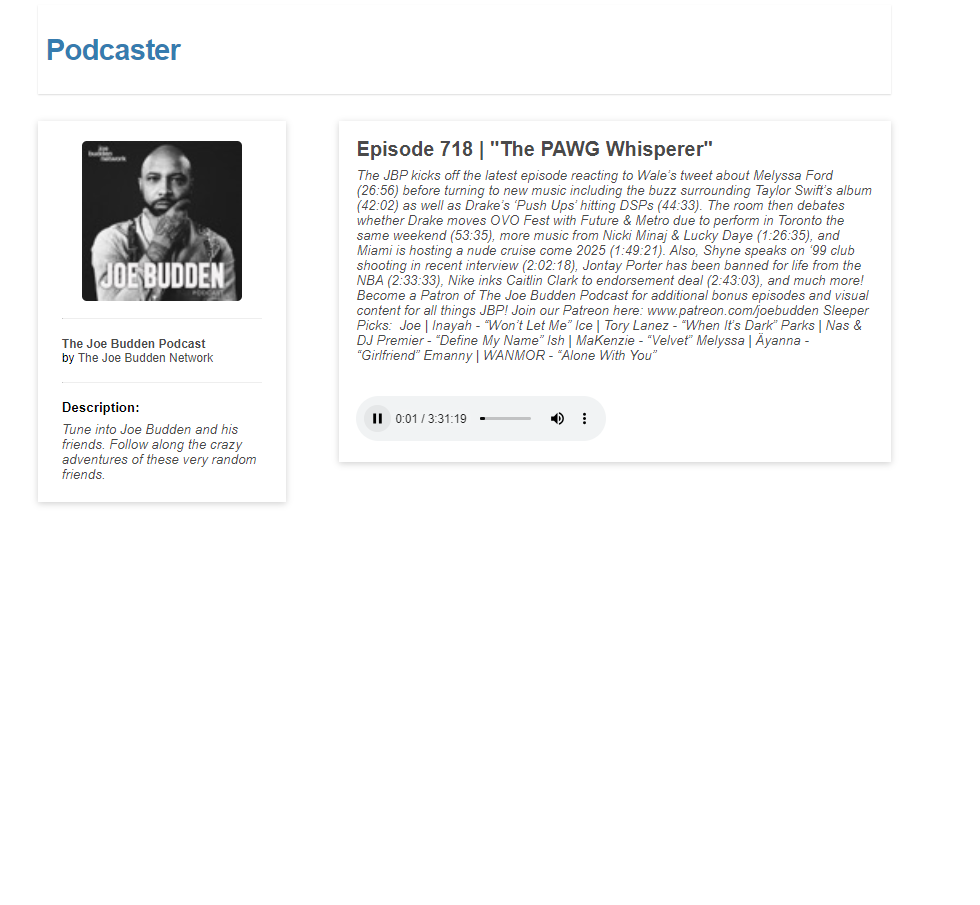 Podcaster
Joe
budden
network
JOE BUDDEN
PODCAST
The Joe Budden Podcast
by The Joe Budden Network
Description:
Tune into Joe Budden and his
friends. Follow along the crazy
adventures of these very random
friends.
Episode 718 | "The PAWG Whisperer"
The JBP kicks off the latest episode reacting to Wale’s tweet about Melyssa Ford
(26:56) before turning to new music including the buzz surrounding Taylor Swift’s album
(42:02) as well as Drake’s ‘Push Ups’ hitting DSPs (44:33). The room then debates
whether Drake moves OVO Fest with Future & Metro due to perform in Toronto the
same weekend (53:35), more music from Nicki Minaj & Lucky Daye (1:26:35), and
Miami is hosting a nude cruise come 2025 (1:49:21). Also, Shyne speaks on ’99 club
shooting in recent interview (2:02:18), Jontay Porter has been banned for life from the
NBA (2:33:33), Nike inks Caitlin Clark to endorsement deal (2:43:03), and much more!
Become a Patron of The Joe Budden Podcast for additional bonus episodes and visual
content for all things JBP! Join our Patreon here: www.patreon.com/joebudden Sleeper
Picks:  Joe | Inayah - “Won’t Let Me” Ice | Tory Lanez - “When It’s Dark” Parks | Nas &
DJ Premier - “Define My Name” Ish | MaKenzie - “Velvet” Melyssa | Äyanna -
“Girlfriend” Emanny | WANMOR - “Alone With You”
0:01 / 3:31:19